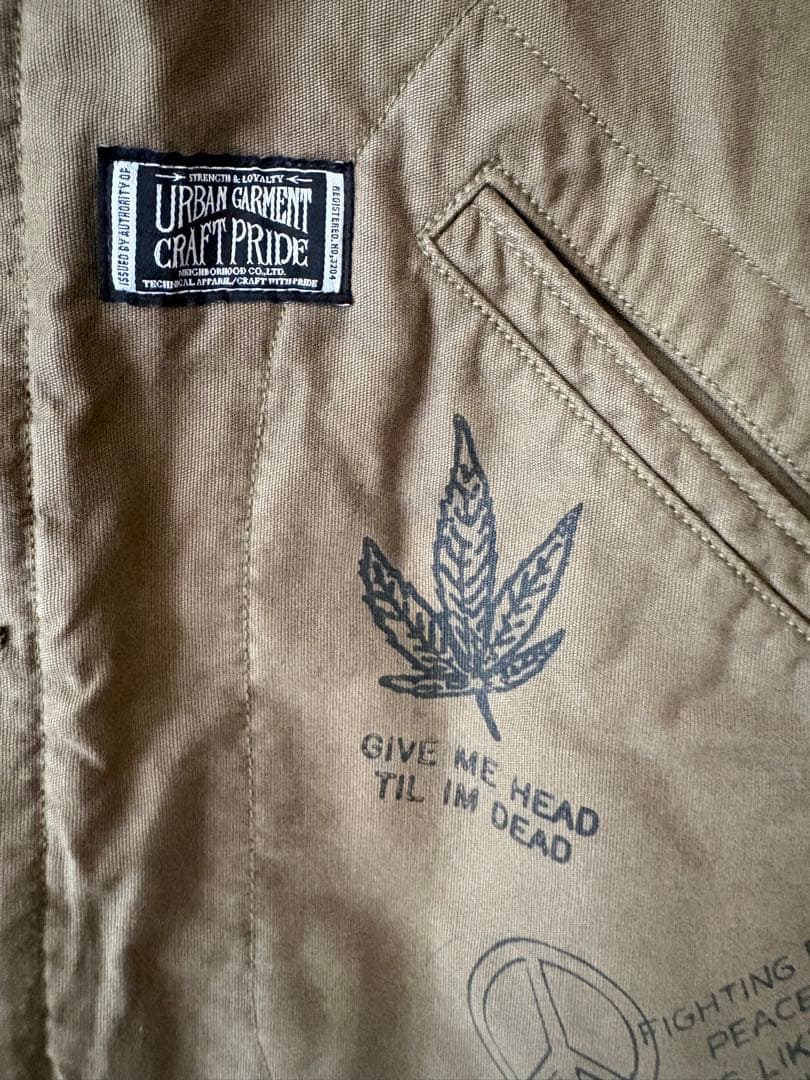 STRENGTH & LOYALTY
ISSUED BY AUTHORITY OF
URBAN GARMENT
CRAFT PRIDE
NEIGHBORHOOD CO.,LTD.
TECHNICAL APPAREL/CRAFT WITH PRIDE
REGISTERED.NO,3204
GIVE ME HEAD
TIL IM DEAD
FIGHTING
PEACE